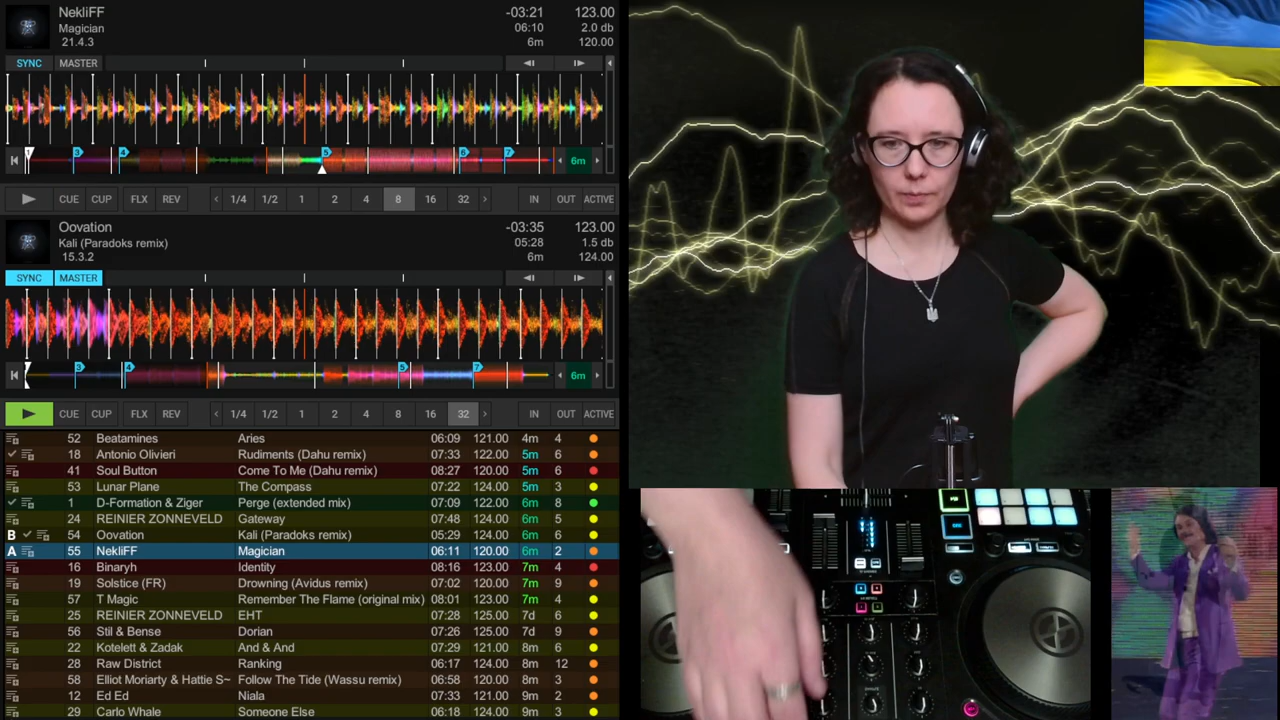 NekliFF -03:21 123.00
Magician 06:10 2.0 db
21.4.3 6m 120.00
SYNC MASTER
1 3 4 5 6 7 6m
CUE CUP FLX REV 1/4 1/2 1 2 4 8 16 32 IN OUT ACTIVE
Oovation -03:35 123.00
Kali (Paradoks remix) 05:28 1.5 db
15.3.2 6m 124.00
SYNC MASTER
3 4 5 7 6m
CUE CUP FLX REV 1/4 1/2 1 2 4 8 16 32 IN OUT ACTIVE
52 Beatamines Aries 06:09 121.00 4m 4
18 Antonio Olivieri Rudiments (Dahu remix) 07:33 122.00 5m 6
41 Soul Button Come To Me (Dahu remix) 08:27 120.00 5m 6
53 Lunar Plane The Compass 07:22 124.00 5m 3
1 D-Formation & Ziger Perge (extended mix) 07:09 122.00 6m 8
24 REINIER ZONNEVELD Gateway 07:48 124.00 6m 5
B 54 Oovation Kali (Paradoks remix) 05:29 124.00 6m 6
A 55 NekliFF Magician 06:11 120.00 6m 2
16 Binaryh Identity 08:16 123.00 7m 4
19 Solstice (FR) Drowning (Avidus remix) 07:02 120.00 7m 9
57 T Magic Remember The Flame (original mix) 08:01 123.00 7m 4
25 REINIER ZONNEVELD EHT 07:28 125.00 7d 6
56 Stil & Bense Dorian 07:26 125.00 7d 9
22 Kotelett & Zadak And & And 07:29 121.00 8m 6
28 Raw District Ranking 06:17 124.00 8m 12
58 Elliot Moriarty & Hattie S~ Follow The Tide (Wassu remix) 06:58 120.00 8m 3
12 Ed Ed Niala 07:33 121.00 9m 2
29 Carlo Whale Someone Else 06:18 124.00 9m 3